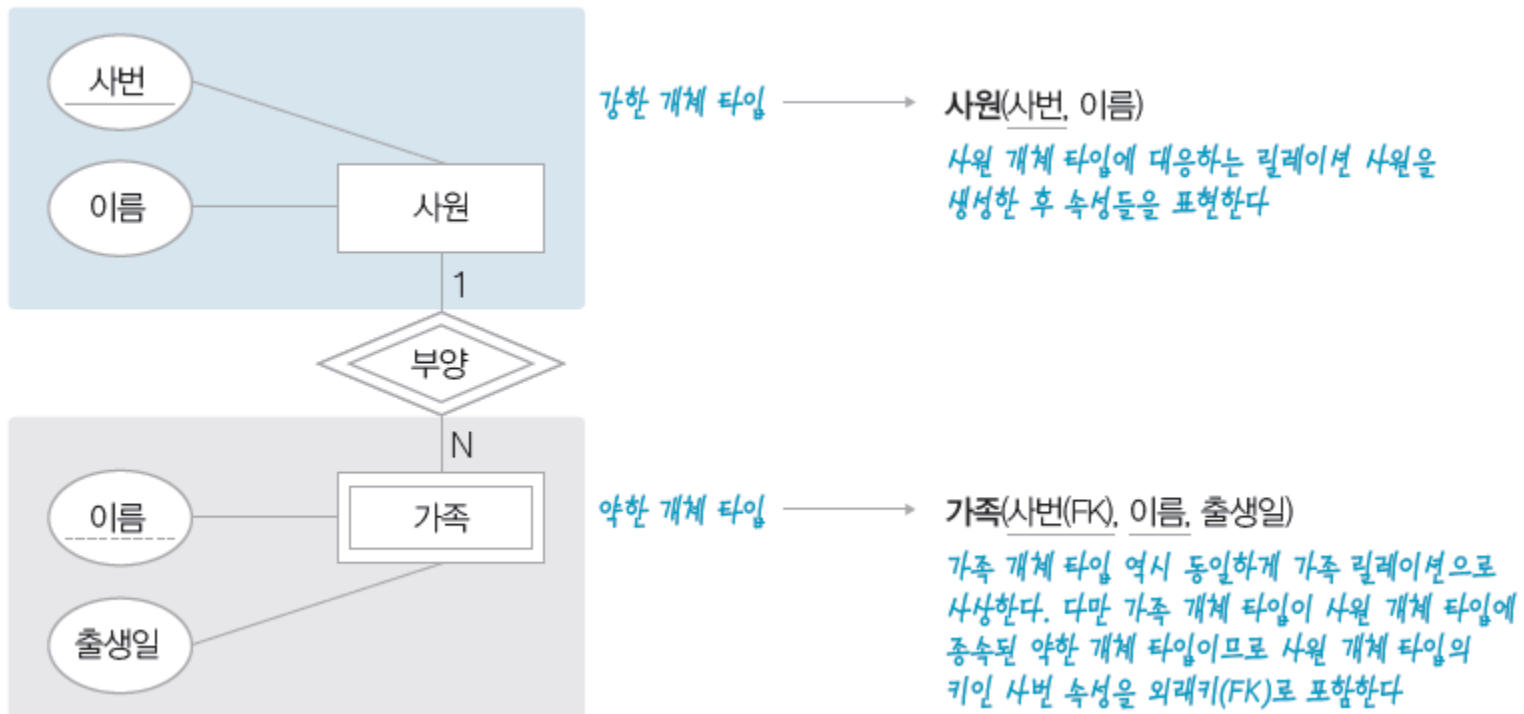 사번
강한 개체 타입
사원(사번, 이름)
사원 개체 타입에 대응하는 릴레이션 사원을
생성한 후 속성들을 표현한다
이름
사원
1
부양
N
이름
가족
약한 개체 타입
가족(사번(FK), 이름, 출생일)
가족 개체 타입 역시 동일하게 가족 릴레이션으로
사상한다. 다만 가족 개체 타입이 사원 개체 타입에
종속된 약한 개체 타입이므로 사원 개체 타입의
키인 사번 속성을 외래키(FK)로 포함한다
출생일